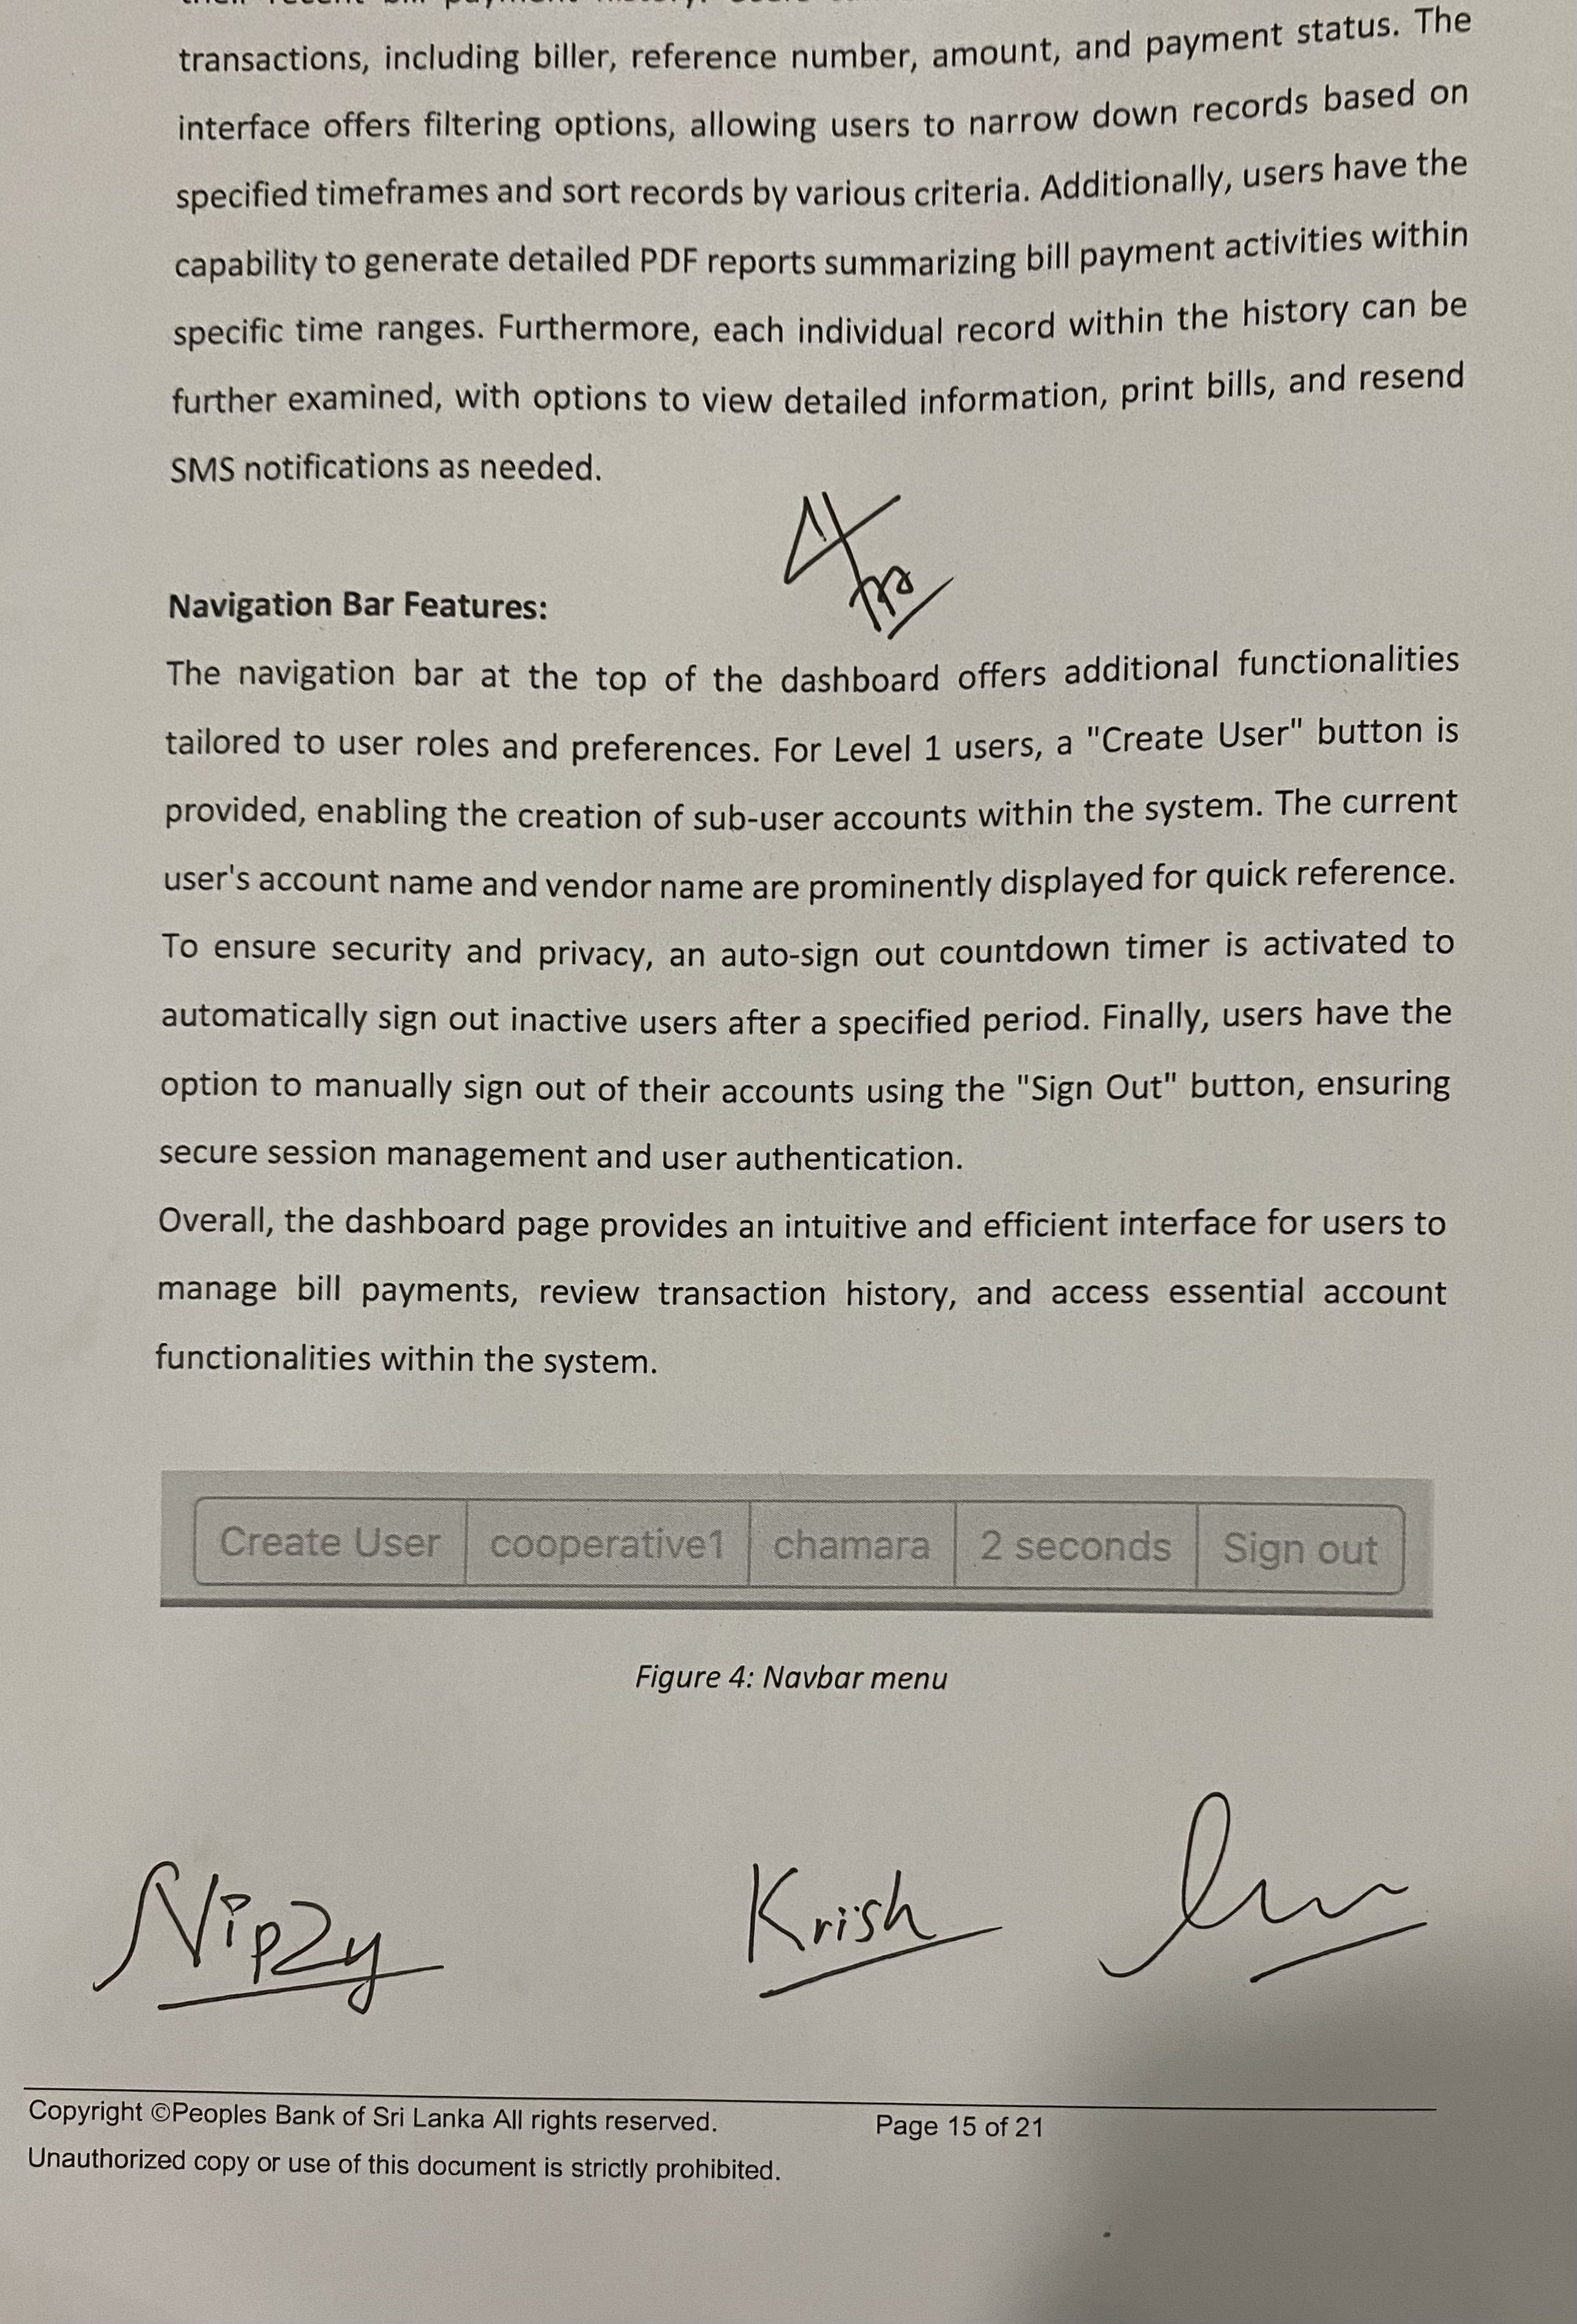 their recent bill payment history. Users
transactions, including biller, reference number, amount, and payment status. The
interface offers filtering options, allowing users to narrow down records based on
specified timeframes and sort records by various criteria. Additionally, users have the
capability to generate detailed PDF reports summarizing bill payment activities within
specific time ranges. Furthermore, each individual record within the history can be
further examined, with options to view detailed information, print bills, and resend
SMS notifications as needed.
Navigation Bar Features:
The navigation bar at the top of the dashboard offers additional functionalities
tailored to user roles and preferences. For Level 1 users, a "Create User" button is
provided, enabling the creation of sub-user accounts within the system. The current
user's account name and vendor name are prominently displayed for quick reference.
To ensure security and privacy, an auto-sign out countdown timer is activated to
automatically sign out inactive users after a specified period. Finally, users have the
option to manually sign out of their accounts using the "Sign Out" button, ensuring
secure session management and user authentication.
Overall, the dashboard page provides an intuitive and efficient interface for users to
manage bill payments, review transaction history, and access essential account
functionalities within the system.
Create User cooperative1 chamara 2 seconds Sign out
Figure 4: Navbar menu
Nipzy Krish
Copyright ©Peoples Bank of Sri Lanka All rights reserved. Page 15 of 21
Unauthorized copy or use of this document is strictly prohibited.